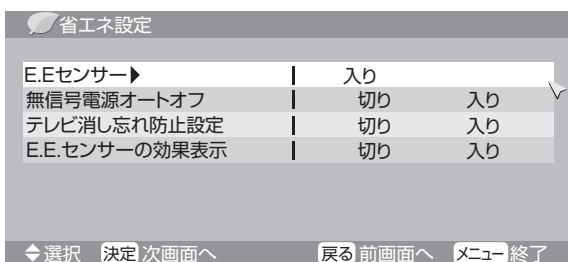 省エネ設定
E.Eセンサー▶ 入り
無信号電源オートオフ 切り 入り
テレビ消し忘れ防止設定 切り 入り
E.E.センサーの効果表示 切り 入り
選択 決定 次画面へ 戻る 前画面へ メニュー 終了